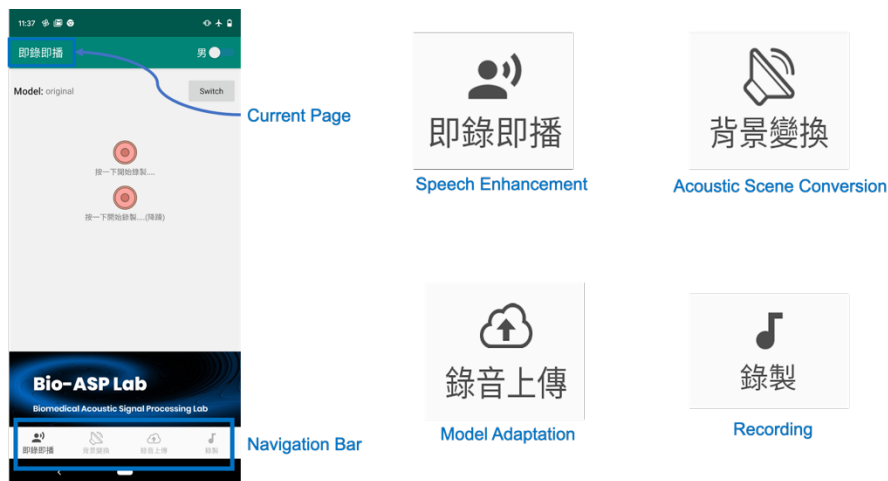 11:37
即錄即播
男
Model: original
Switch
Current Page
按一下開始錄製....
按一下開始錄製....(降躁)
Bio-ASP Lab
Biomedical Acoustic Signal Processing Lab
即錄即播
背景變換
錄音上傳
錄製
Navigation Bar
即錄即播
Speech Enhancement
背景變換
Acoustic Scene Conversion
錄音上傳
Model Adaptation
錄製
Recording